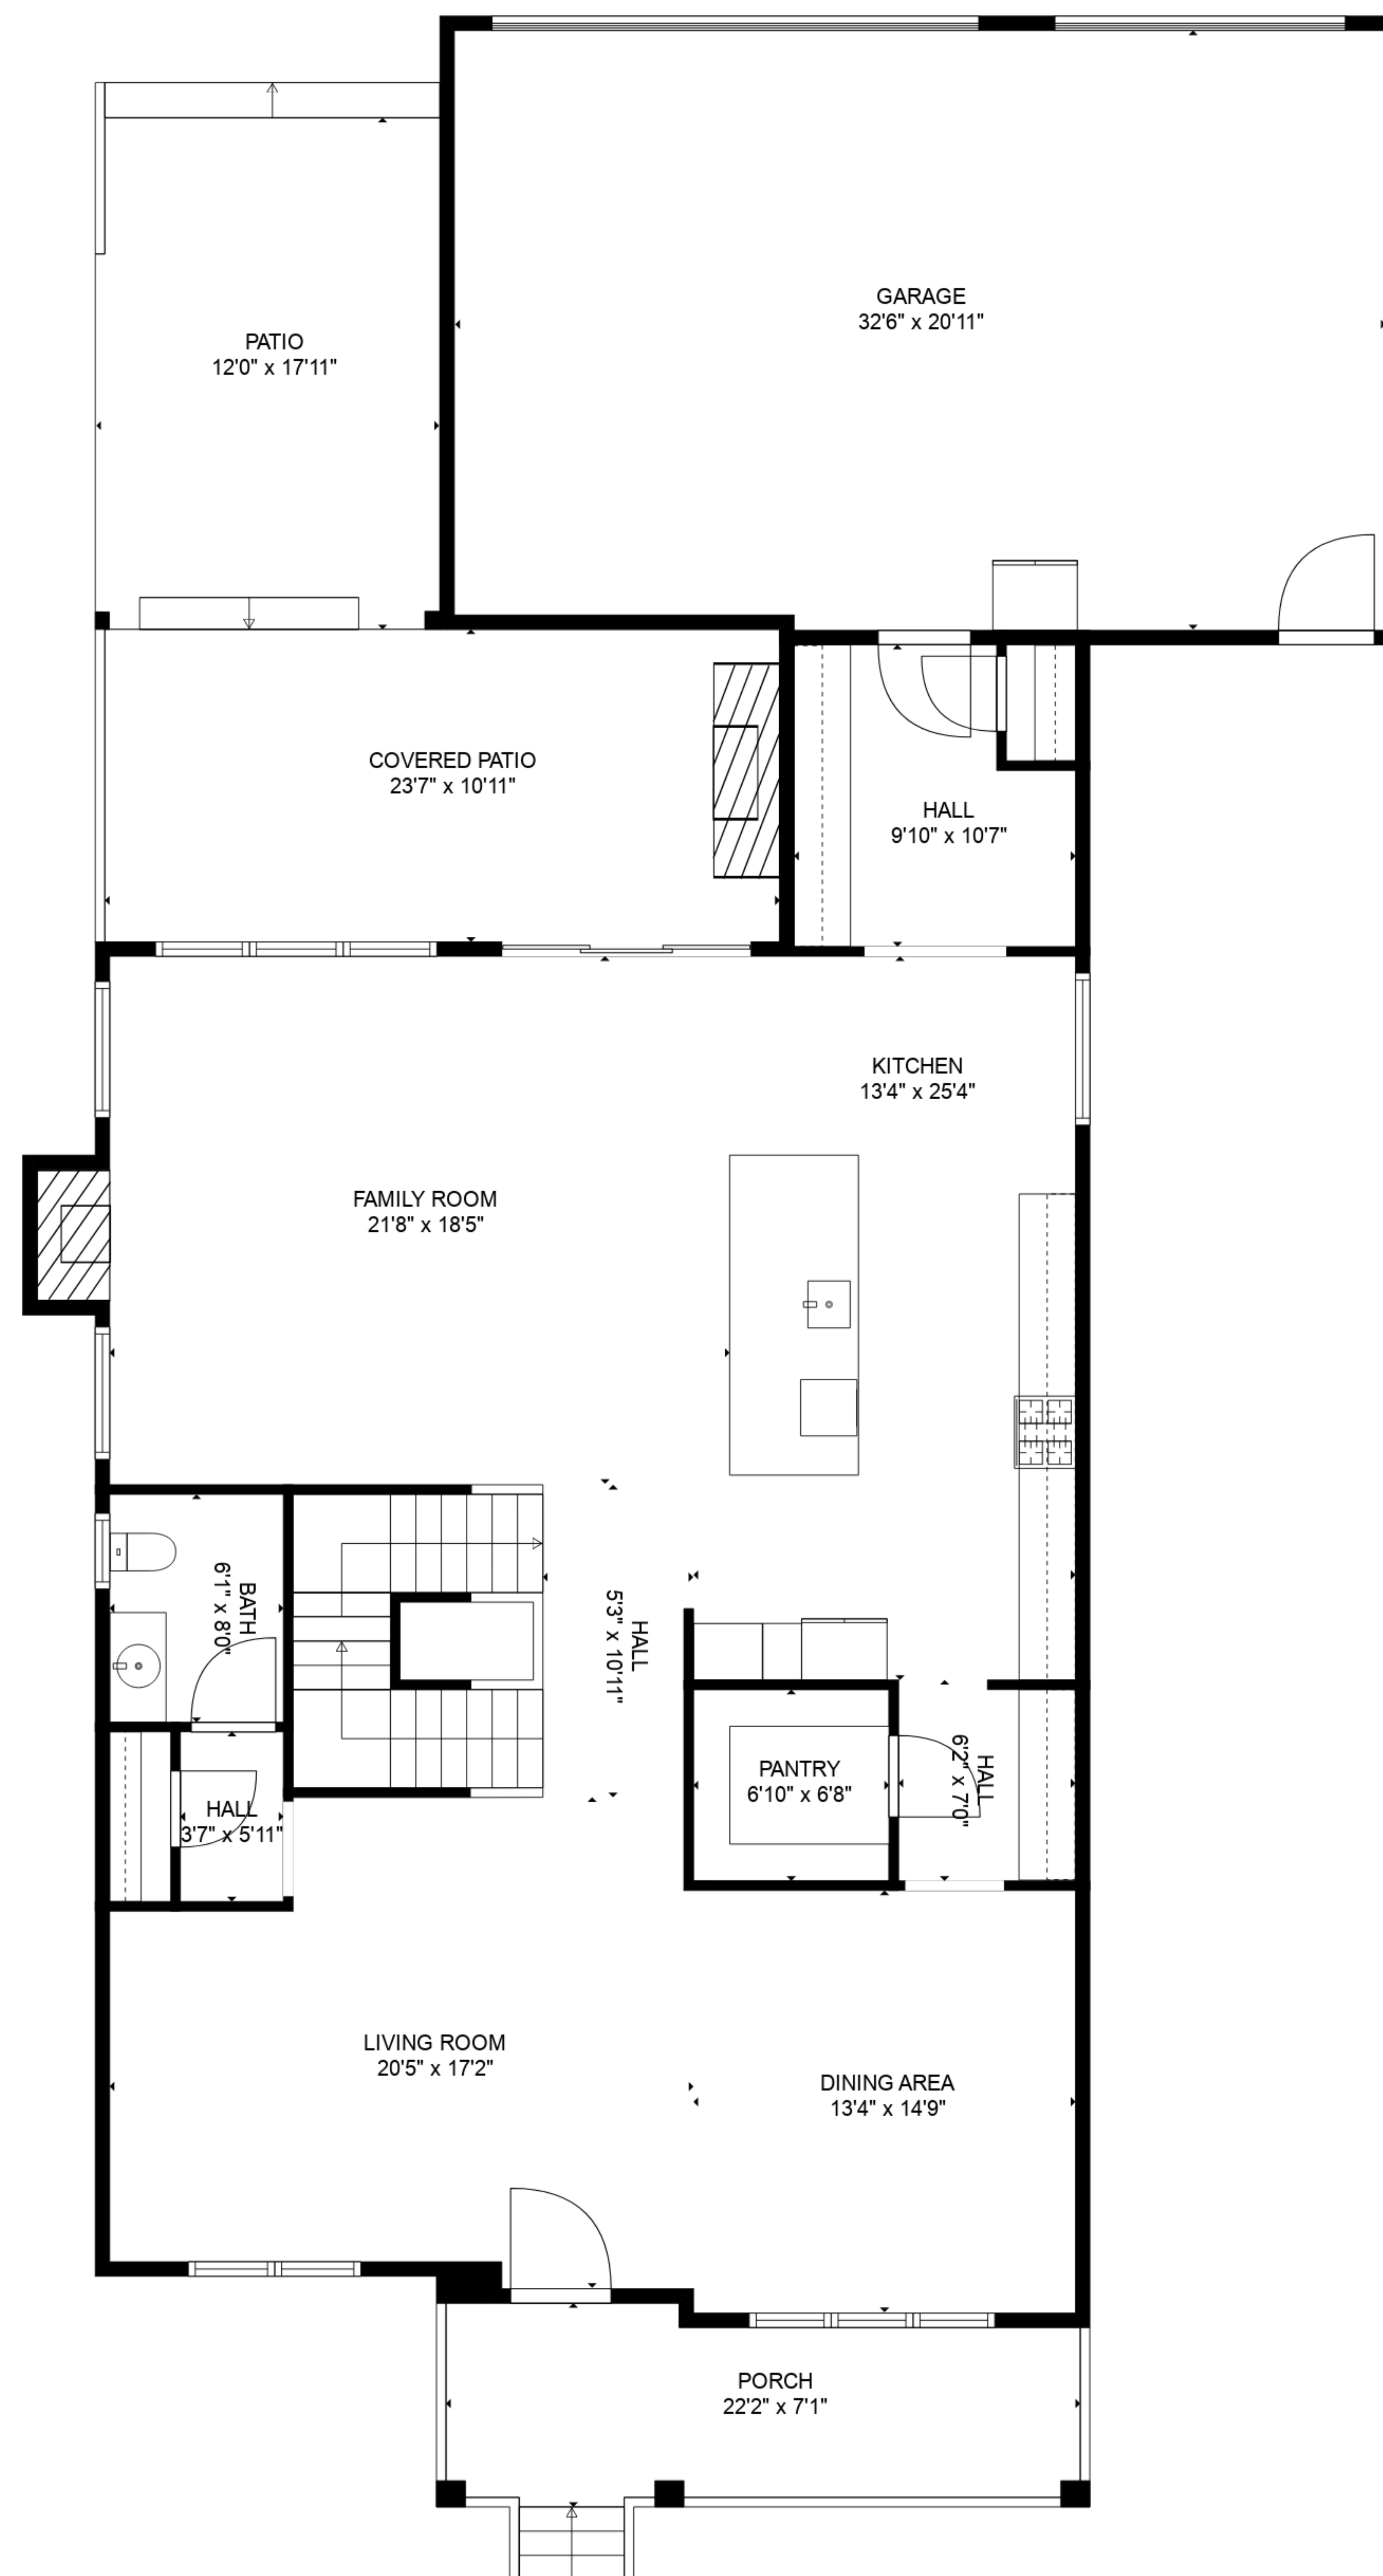 GARAGE
32'6" x 20'11"
PATIO
12'0" x 17'11"
COVERED PATIO
23'7" x 10'11"
HALL
9'10" x 10'7"
KITCHEN
13'4" x 25'4"
FAMILY ROOM
21'8" x 18'5"
BATH
6'1" x 8'0"
HALL
5'3" x 10'11"
HALL
6'2" x 7'0"
PANTRY
6'10" x 6'8"
HALL
3'7" x 5'11"
LIVING ROOM
20'5" x 17'2"
DINING AREA
13'4" x 14'9"
PORCH
22'2" x 7'1"